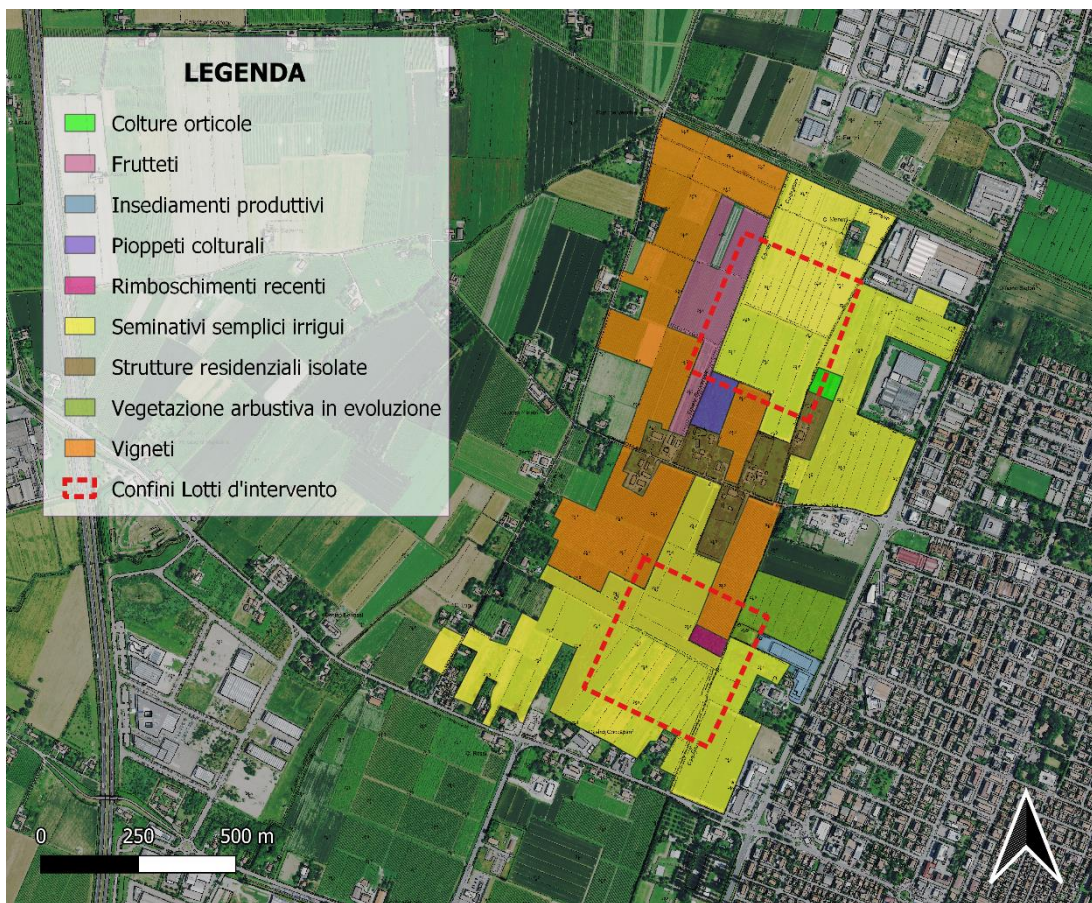 LEGENDA
Colture orticole
Frutteti
Insediamenti produttivi
Pioppeti colturali
Rimboschimenti recenti
Seminativi semplici irrigui
Strutture residenziali isolate
Vegetazione arbustiva in evoluzione
Vigneti
Confini Lotti d'intervento
0 250 500 m